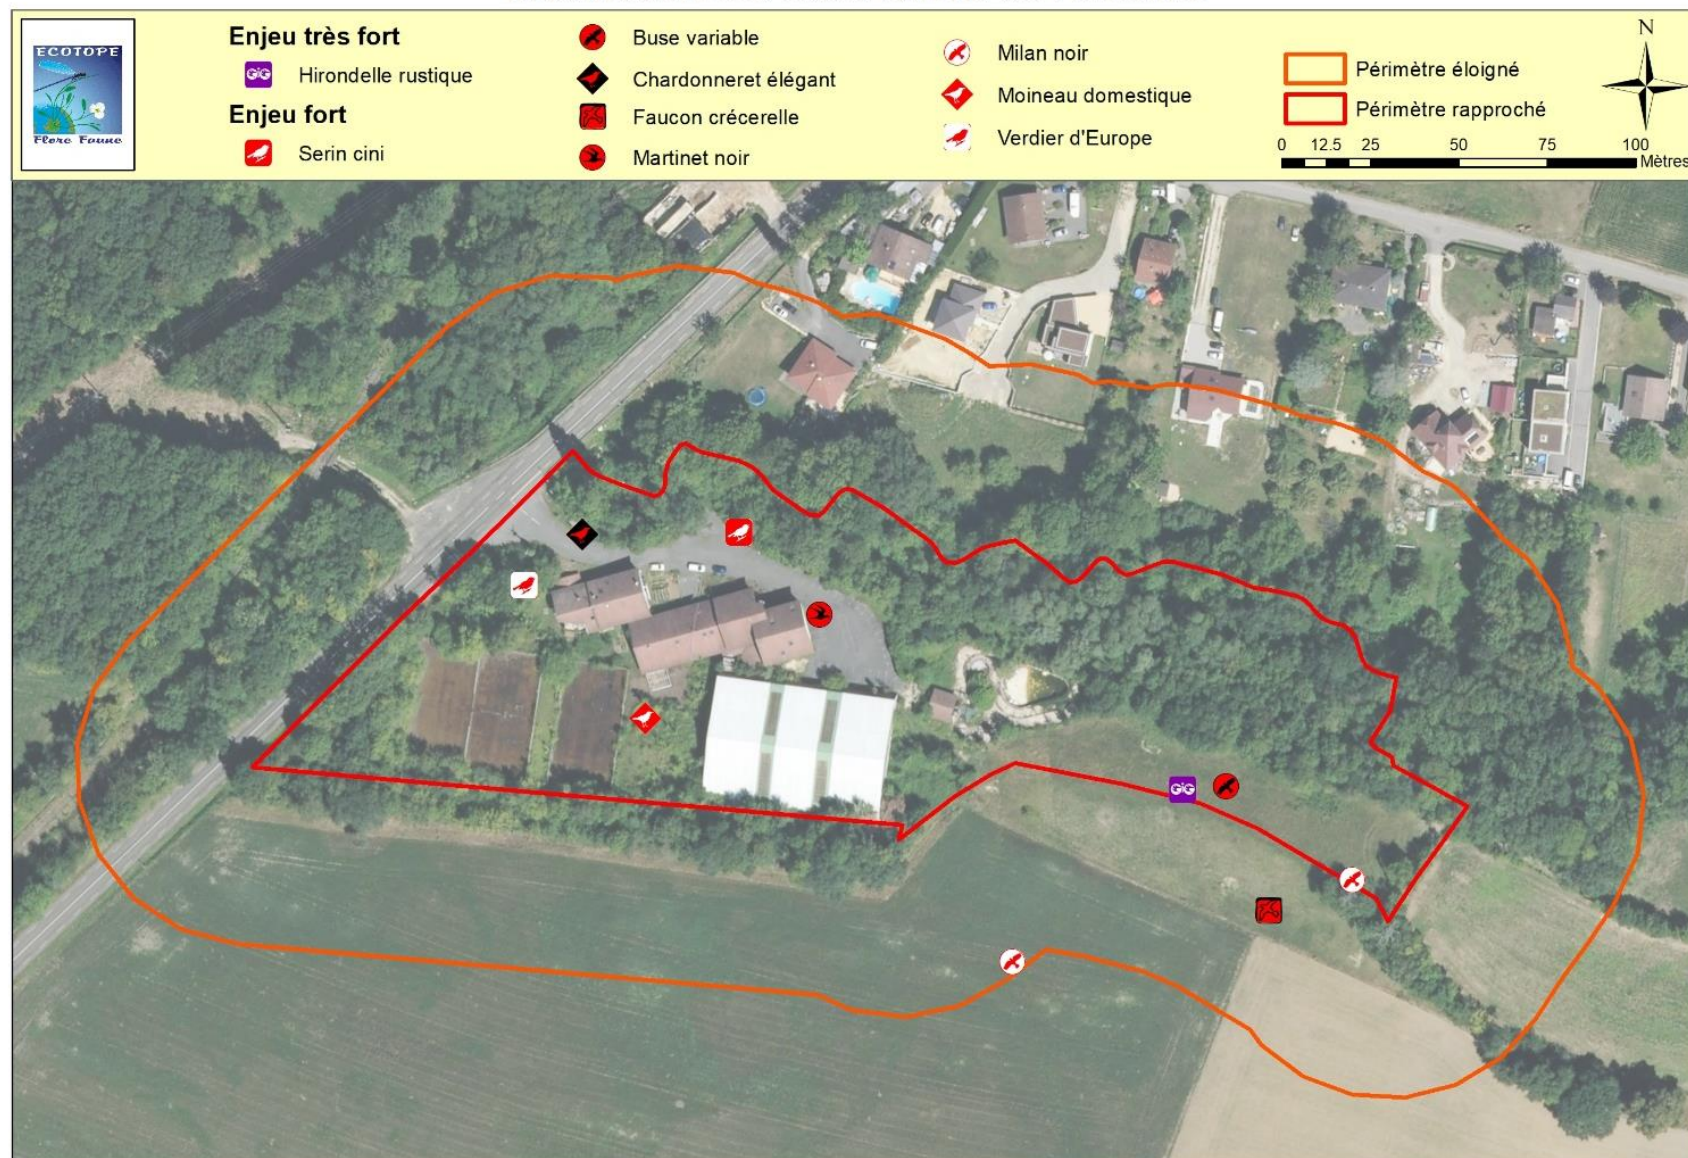 ECOTOPE
Flore Faune
Enjeu très fort
Hirondelle rustique
Enjeu fort
Serin cini
Buse variable
Chardonneret élégant
Faucon crécerelle
Martinet noir
Milan noir
Moineau domestique
Verdier d'Europe
Périmètre éloigné
Périmètre rapproché
N
0 12.5 25 50 75 100
Mètres